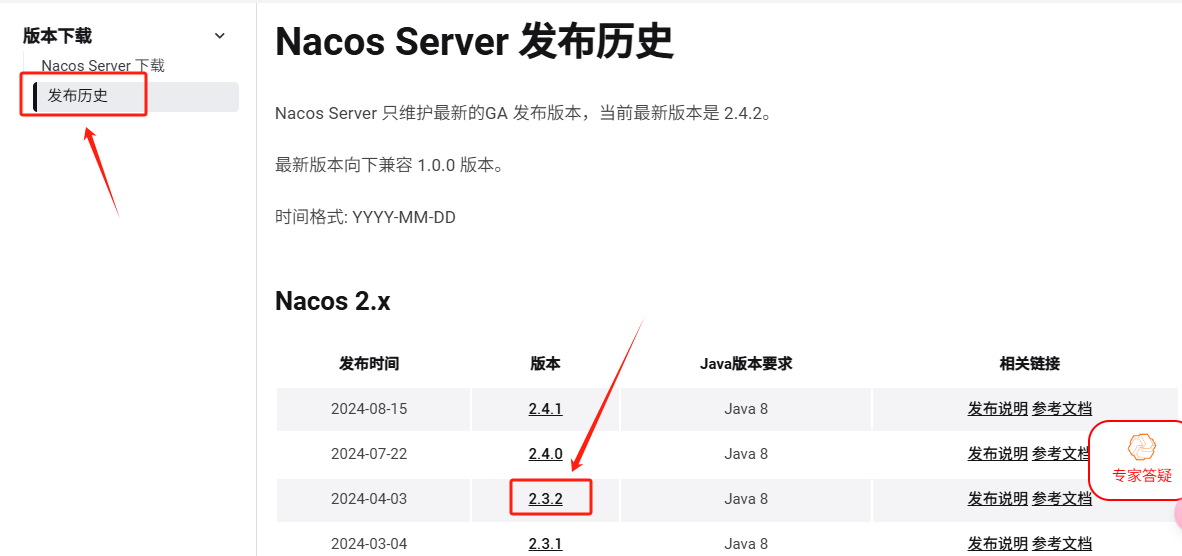 版本下载
Nacos Server 下载
发布历史
Nacos Server 发布历史
Nacos Server 只维护最新的GA 发布版本，当前最新版本是 2.4.2。
最新版本向下兼容 1.0.0 版本。
时间格式: YYYY-MM-DD
Nacos 2.x
发布时间 版本 Java版本要求 相关链接
2024-08-15 2.4.1 Java 8 发布说明 参考文档
2024-07-22 2.4.0 Java 8 发布说明 参考文档
2024-04-03 2.3.2 Java 8 发布说明 参考文档
2024-03-04 2.3.1 Java 8 发布说明 参考文档
专家答疑